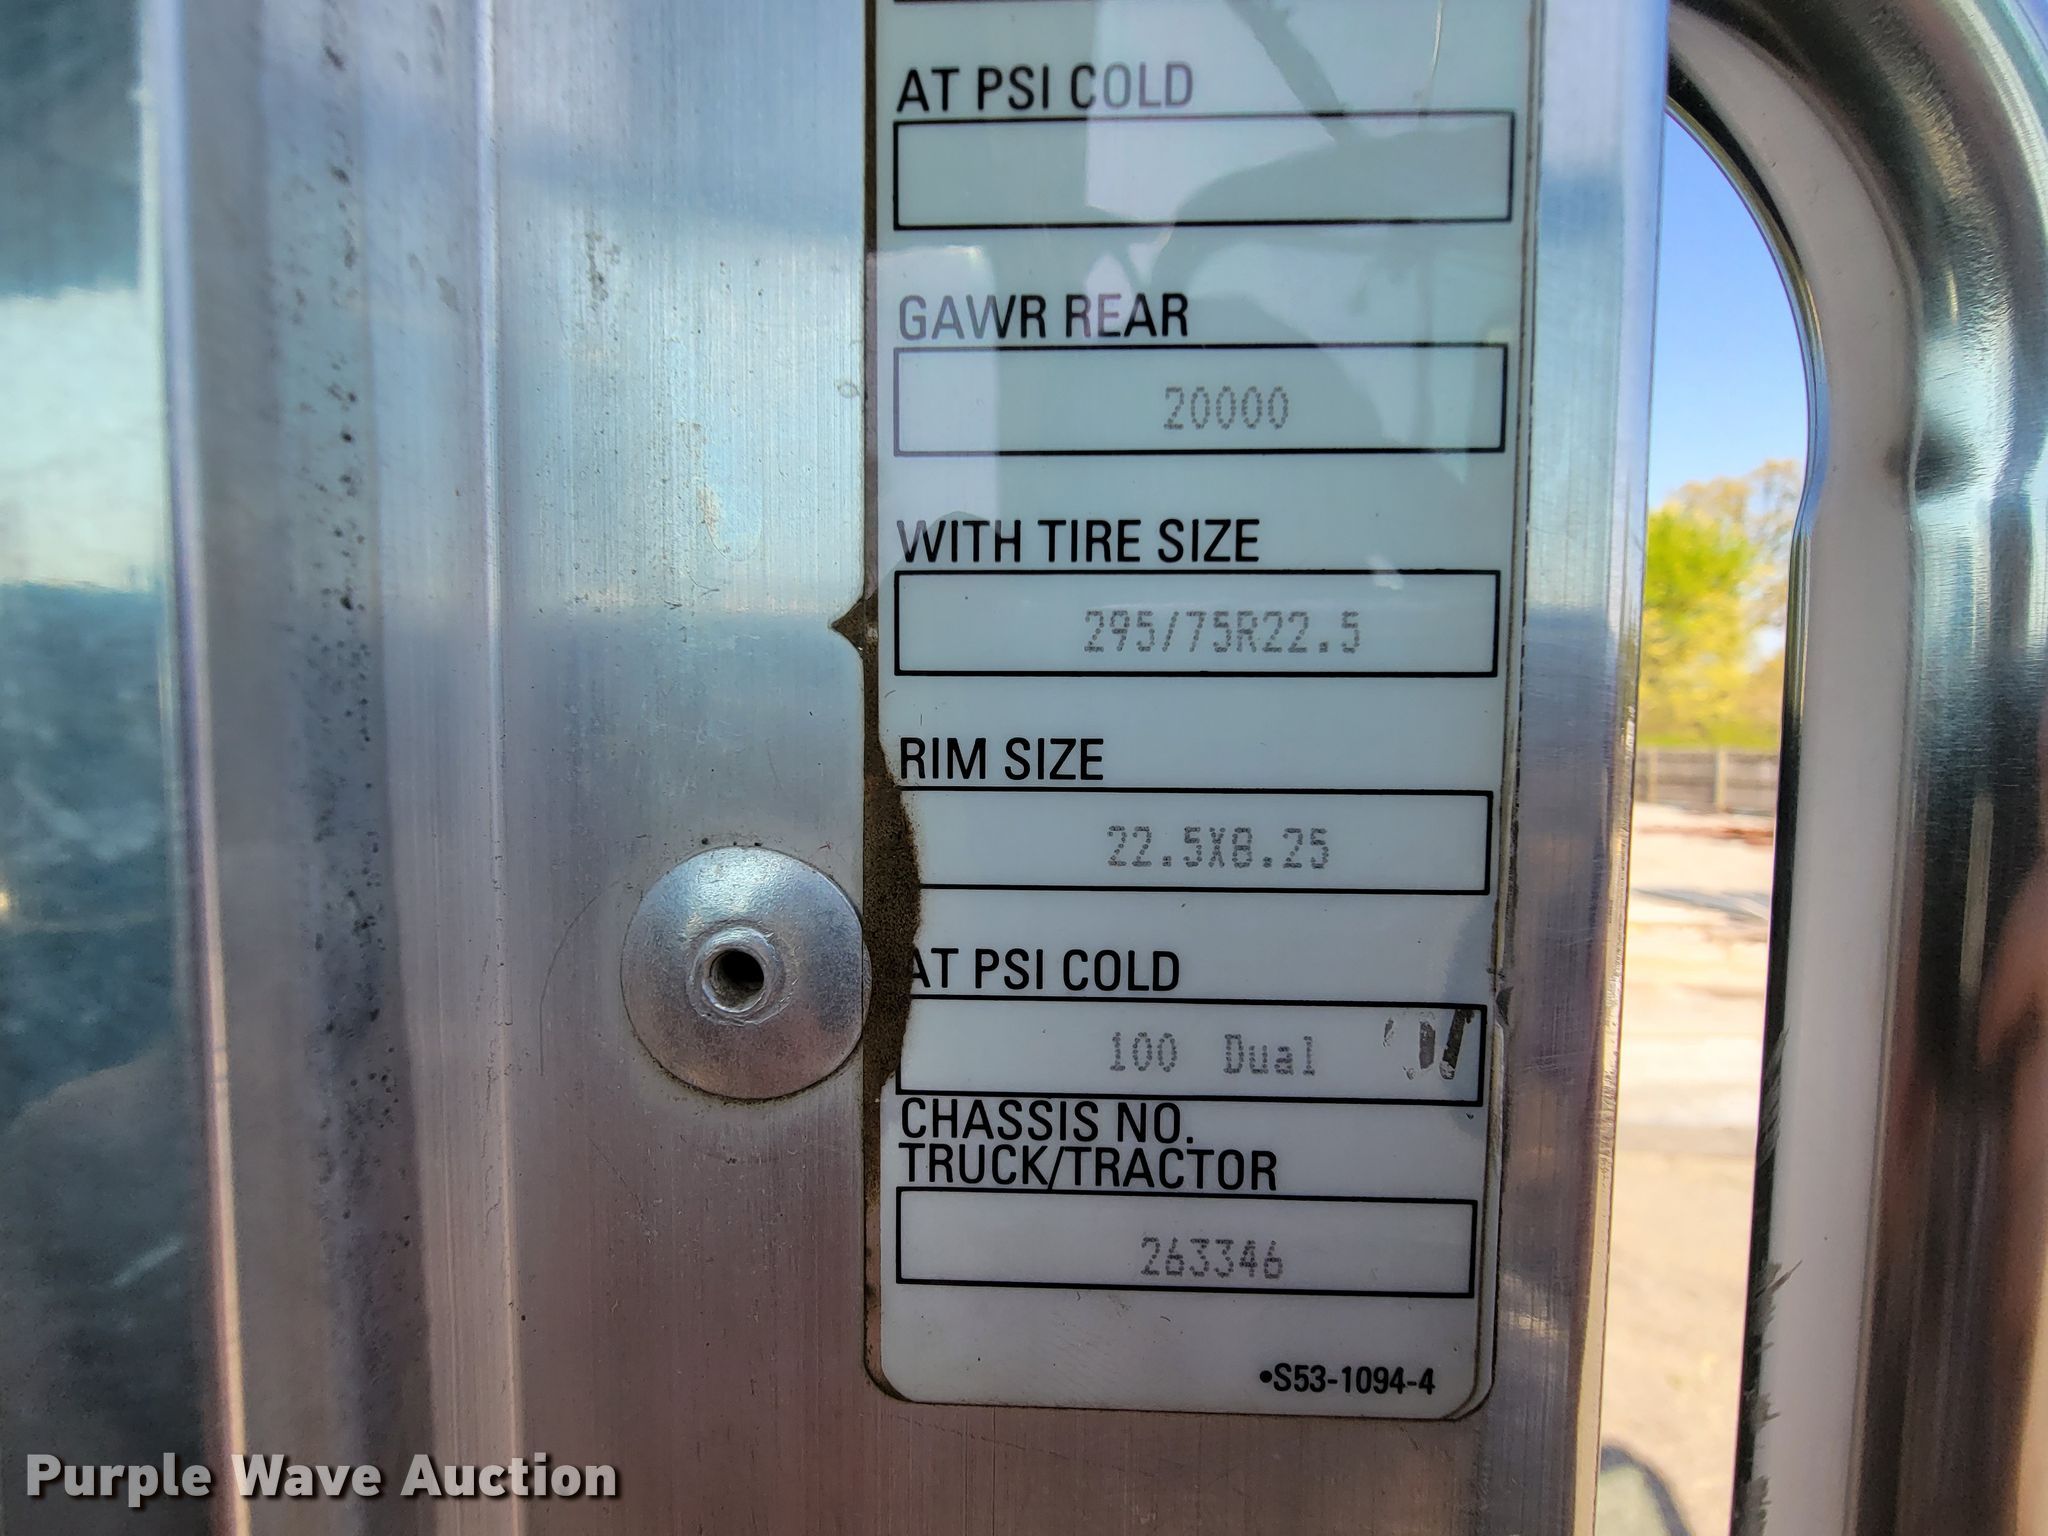 AT PSI COLD
GAWR REAR
20000
WITH TIRE SIZE
295/75R22.5
RIM SIZE
22.5X8.25
AT PSI COLD
100 Dual
CHASSIS NO.
TRUCK/TRACTOR
263346
•S53-1094-4
Purple Wave Auction